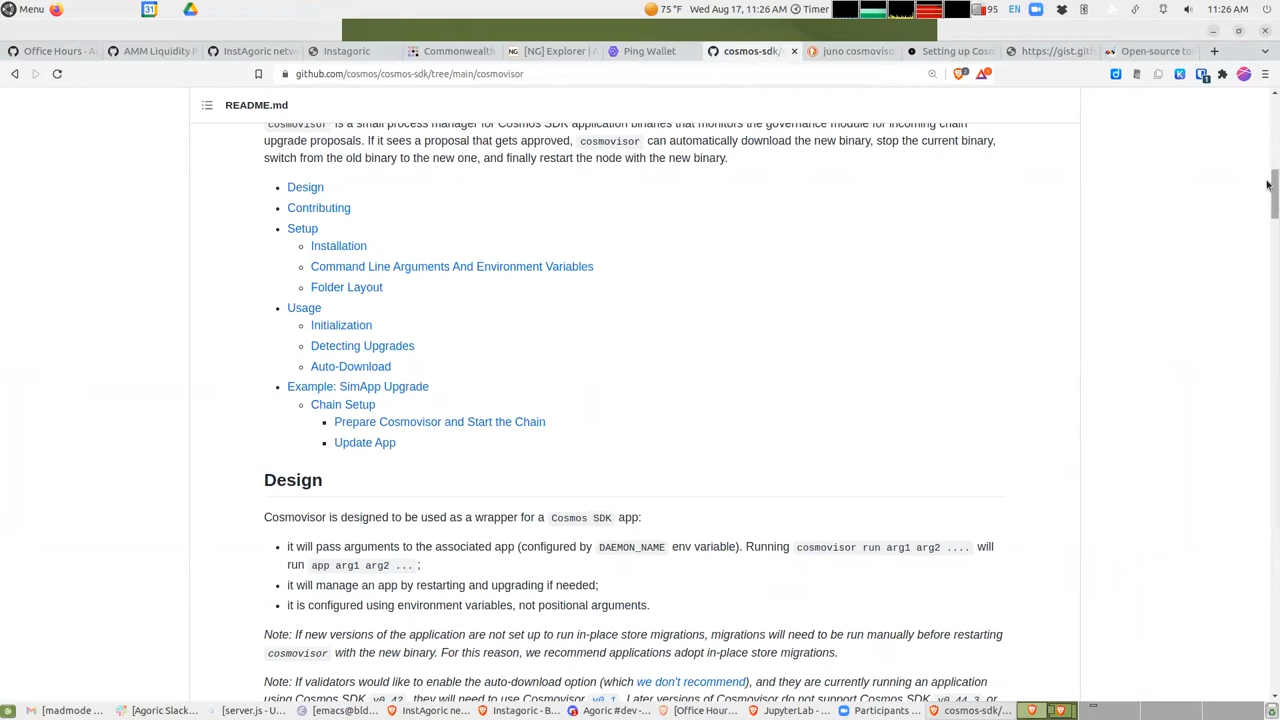 Menu
75 °F Wed Aug 17, 11:26 AM Timer 95 EN 11:26 AM
Office Hours · A AMM Liquidity P InstAgoric netw Instagoric Commonwealth [NG] Explorer | A Ping Wallet cosmos-sdk/ juno cosmoviso Setting up Cosm https://gist.git Open-source to
github.com/cosmos/cosmos-sdk/tree/main/cosmovisor
README.md
cosmovisor is a small process manager for Cosmos SDK application binaries that monitors the governance module for incoming chain
upgrade proposals. If it sees a proposal that gets approved, cosmovisor can automatically download the new binary, stop the current binary,
switch from the old binary to the new one, and finally restart the node with the new binary.
• Design
• Contributing
• Setup
◦ Installation
◦ Command Line Arguments And Environment Variables
◦ Folder Layout
• Usage
◦ Initialization
◦ Detecting Upgrades
◦ Auto-Download
• Example: SimApp Upgrade
◦ Chain Setup
▪ Prepare Cosmovisor and Start the Chain
▪ Update App
Design
Cosmovisor is designed to be used as a wrapper for a Cosmos SDK app:
• it will pass arguments to the associated app (configured by DAEMON_NAME env variable). Running cosmovisor run arg1 arg2 .... will
run app arg1 arg2 ... ;
• it will manage an app by restarting and upgrading if needed;
• it is configured using environment variables, not positional arguments.
Note: If new versions of the application are not set up to run in-place store migrations, migrations will need to be run manually before restarting
cosmovisor with the new binary. For this reason, we recommend applications adopt in-place store migrations.
Note: If validators would like to enable the auto-download option (which we don't recommend), and they are currently running an application
using Cosmos SDK v0.42, they will need to use Cosmovisor v0.1. Later versions of Cosmovisor do not support Cosmos SDK v0.44.3 or
[madmode ... [Agoric Slack... [server.js - U... [emacs@bld... InstAgoric ne... Instagoric - B... Agoric #dev -... [Office Hour... JupyterLab -... Participants ... cosmos-sdk/...